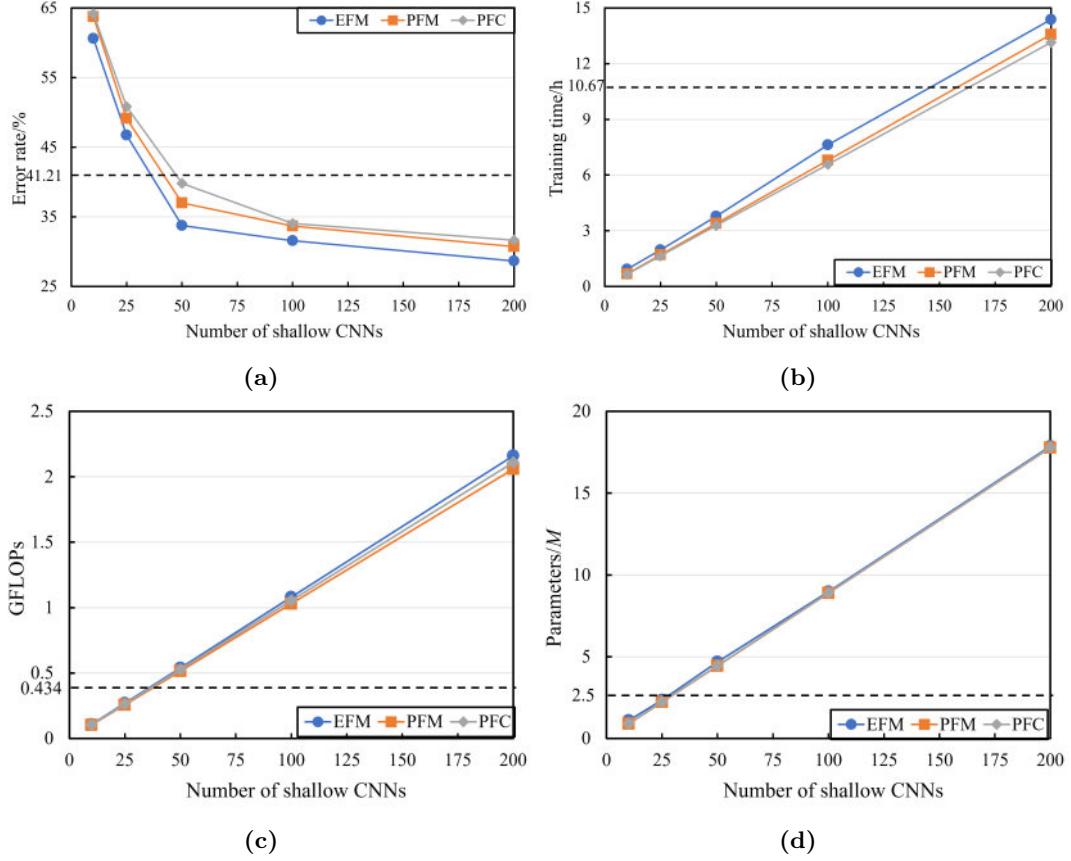 65
55
45
41.21
35
25
Error rate/%
EFM PFM PFC
0 25 50 75 100 125 150 175 200
Number of shallow CNNs
(a)
15
12
10.67
9
6
3
0
Training time/h
EFM PFM PFC
0 25 50 75 100 125 150 175 200
Number of shallow CNNs
(b)
2.5
2
1.5
1
0.5
0.434
0
GFLOPs
EFM PFM PFC
0 25 50 75 100 125 150 175 200
Number of shallow CNNs
(c)
20
15
10
5
2.5
0
Parameters/M
EFM PFM PFC
0 25 50 75 100 125 150 175 200
Number of shallow CNNs
(d)